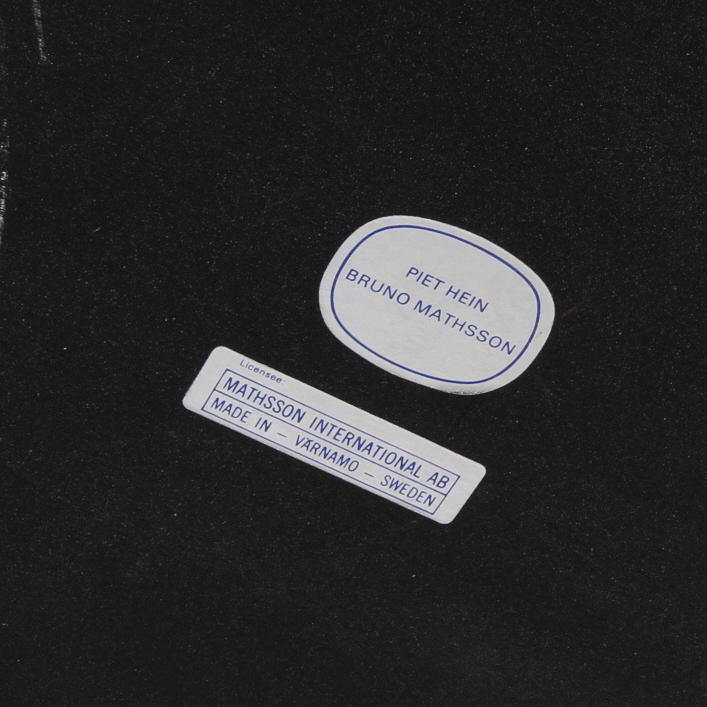 PIET HEIN
BRUNO MATHSSON
Licensee:
MATHSSON INTERNATIONAL AB
MADE IN – VÄRNAMO – SWEDEN